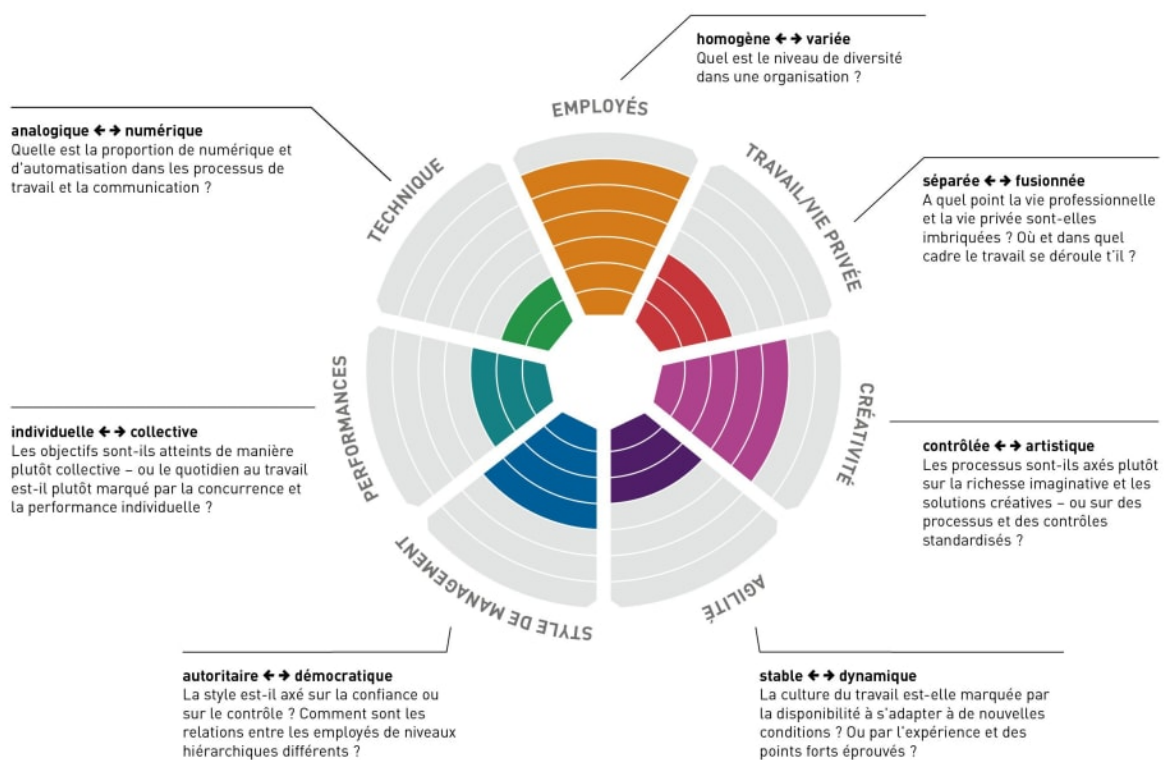 homogène ← → variée
Quel est le niveau de diversité
dans une organisation ?
EMPLOYÉS
analogique ← → numérique
Quelle est la proportion de numérique et
d'automatisation dans les processus de
travail et la communication ?
TECHNIQUE
TRAVAIL/VIE PRIVÉE
séparée ← → fusionnée
A quel point la vie professionnelle
et la vie privée sont-elles
imbriquées ? Où et dans quel
cadre le travail se déroule t'il ?
PERFORMANCES
CRÉATIVITÉ
individuelle ← → collective
Les objectifs sont-ils atteints de manière
plutôt collective – ou le quotidien au travail
est-il plutôt marqué par la concurrence et
la performance individuelle ?
contrôlée ← → artistique
Les processus sont-ils axés plutôt
sur la richesse imaginative et les
solutions créatives – ou sur des
processus et des contrôles
standardisés ?
STYLE DE MANAGEMENT
AGILITÉ
autoritaire ← → démocratique
La style est-il axé sur la confiance ou
sur le contrôle ? Comment sont les
relations entre les employés de niveaux
hiérarchiques différents ?
stable ← → dynamique
La culture du travail est-elle marquée par
la disponibilité à s'adapter à de nouvelles
conditions ? Ou par l'expérience et des
points forts éprouvés ?